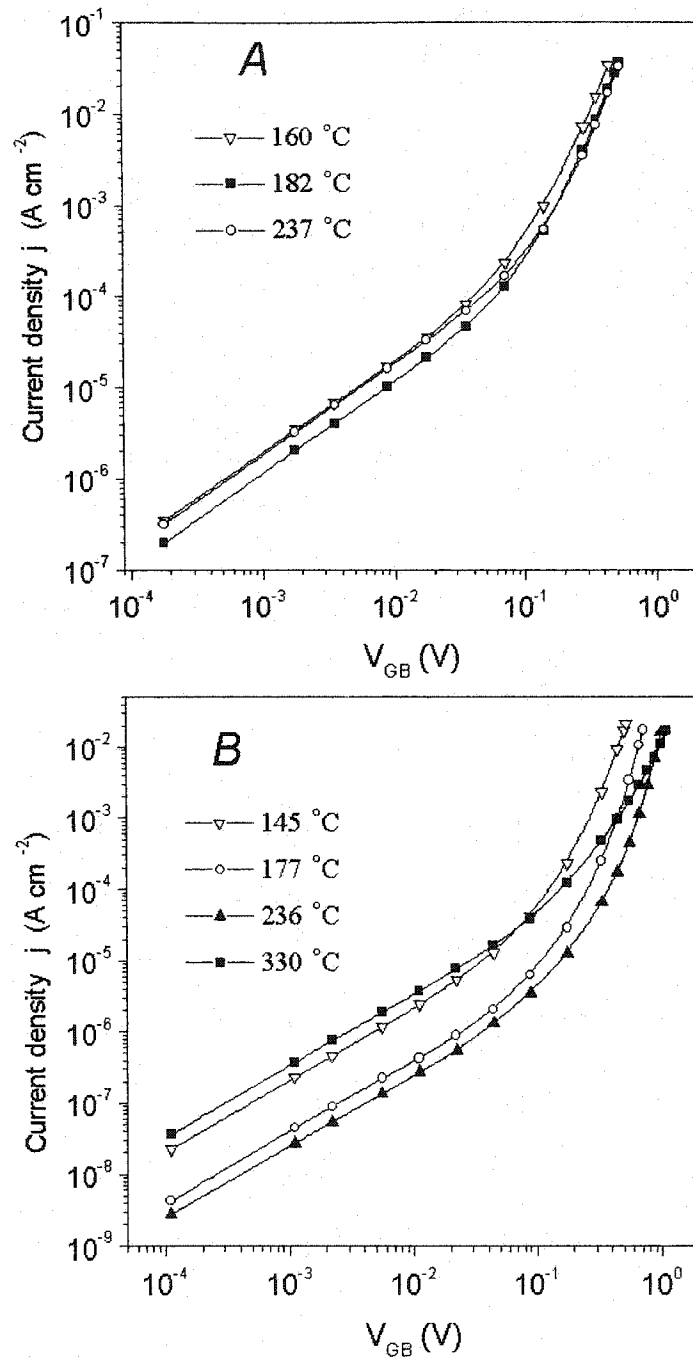 A
10⁻¹
10⁻²
10⁻³
10⁻⁴
10⁻⁵
10⁻⁶
10⁻⁷
Current density j (A cm⁻²)
160 °C
182 °C
237 °C
10⁻⁴ 10⁻³ 10⁻² 10⁻¹ 10⁰
V_GB (V)
B
10⁻²
10⁻³
10⁻⁴
10⁻⁵
10⁻⁶
10⁻⁷
10⁻⁸
10⁻⁹
Current density j (A cm⁻²)
145 °C
177 °C
236 °C
330 °C
10⁻⁴ 10⁻³ 10⁻² 10⁻¹ 10⁰
V_GB (V)